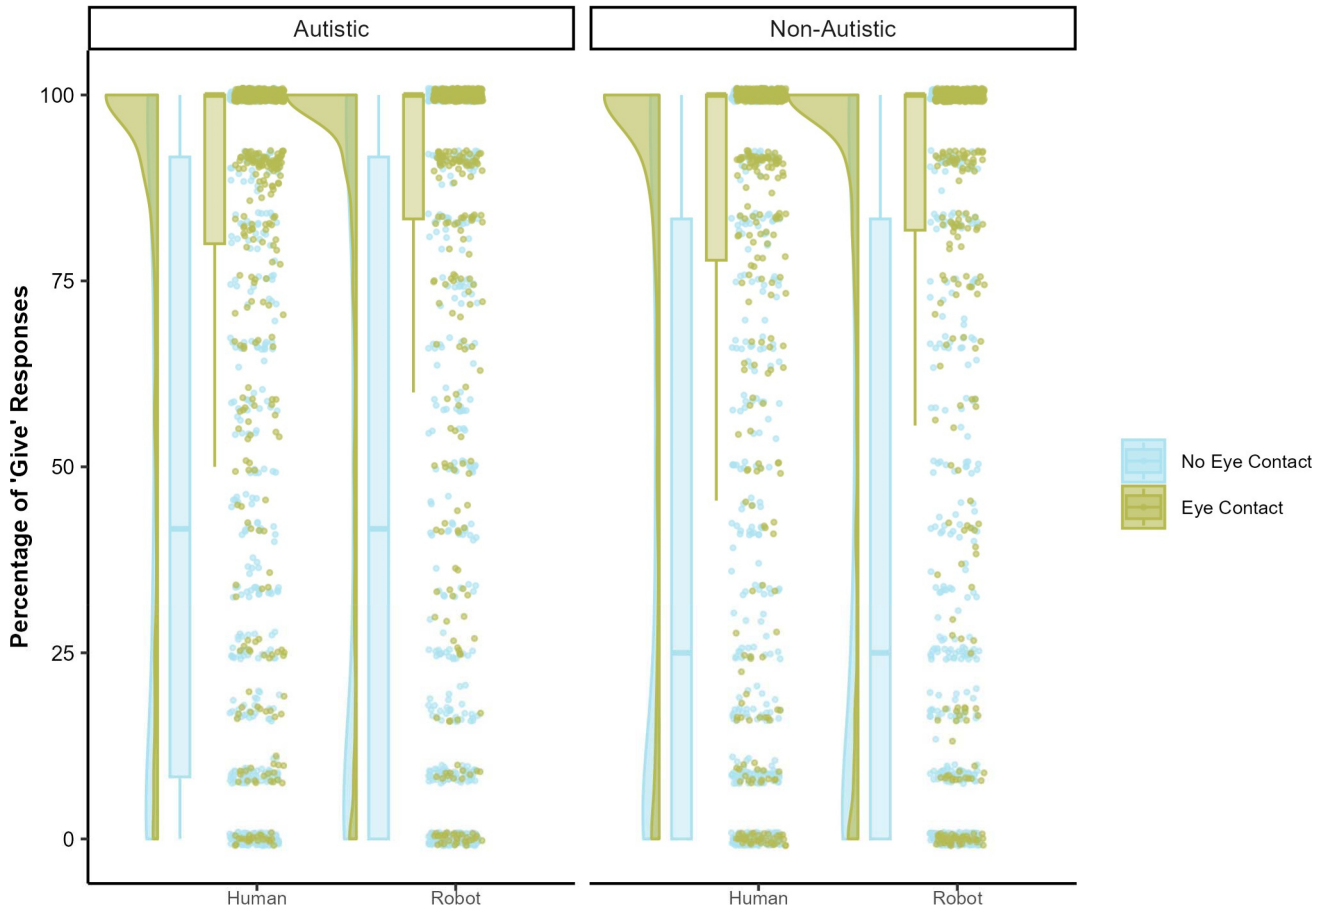 Autistic
Non-Autistic
Percentage of 'Give' Responses
100
75
50
25
0
Human
Robot
Human
Robot
No Eye Contact
Eye Contact